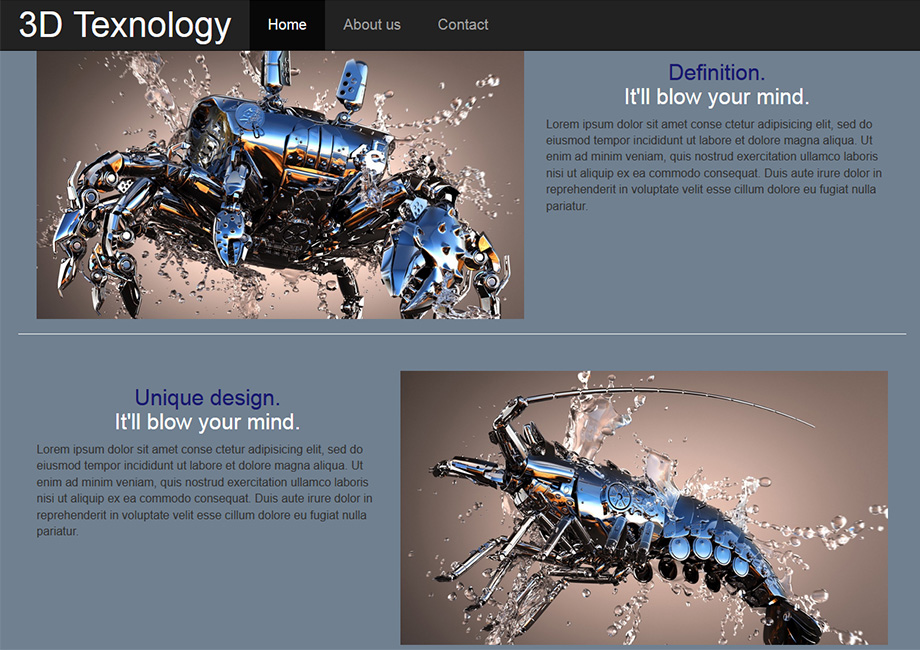 3D Texnology Home About us Contact
Definition.
It'll blow your mind.
Lorem ipsum dolor sit amet conse ctetur adipisicing elit, sed do
eiusmod tempor incididunt ut labore et dolore magna aliqua. Ut
enim ad minim veniam, quis nostrud exercitation ullamco laboris
nisi ut aliquip ex ea commodo consequat. Duis aute irure dolor in
reprehenderit in voluptate velit esse cillum dolore eu fugiat nulla
pariatur.
Unique design.
It'll blow your mind.
Lorem ipsum dolor sit amet conse ctetur adipisicing elit, sed do
eiusmod tempor incididunt ut labore et dolore magna aliqua. Ut
enim ad minim veniam, quis nostrud exercitation ullamco laboris
nisi ut aliquip ex ea commodo consequat. Duis aute irure dolor in
reprehenderit in voluptate velit esse cillum dolore eu fugiat nulla
pariatur.